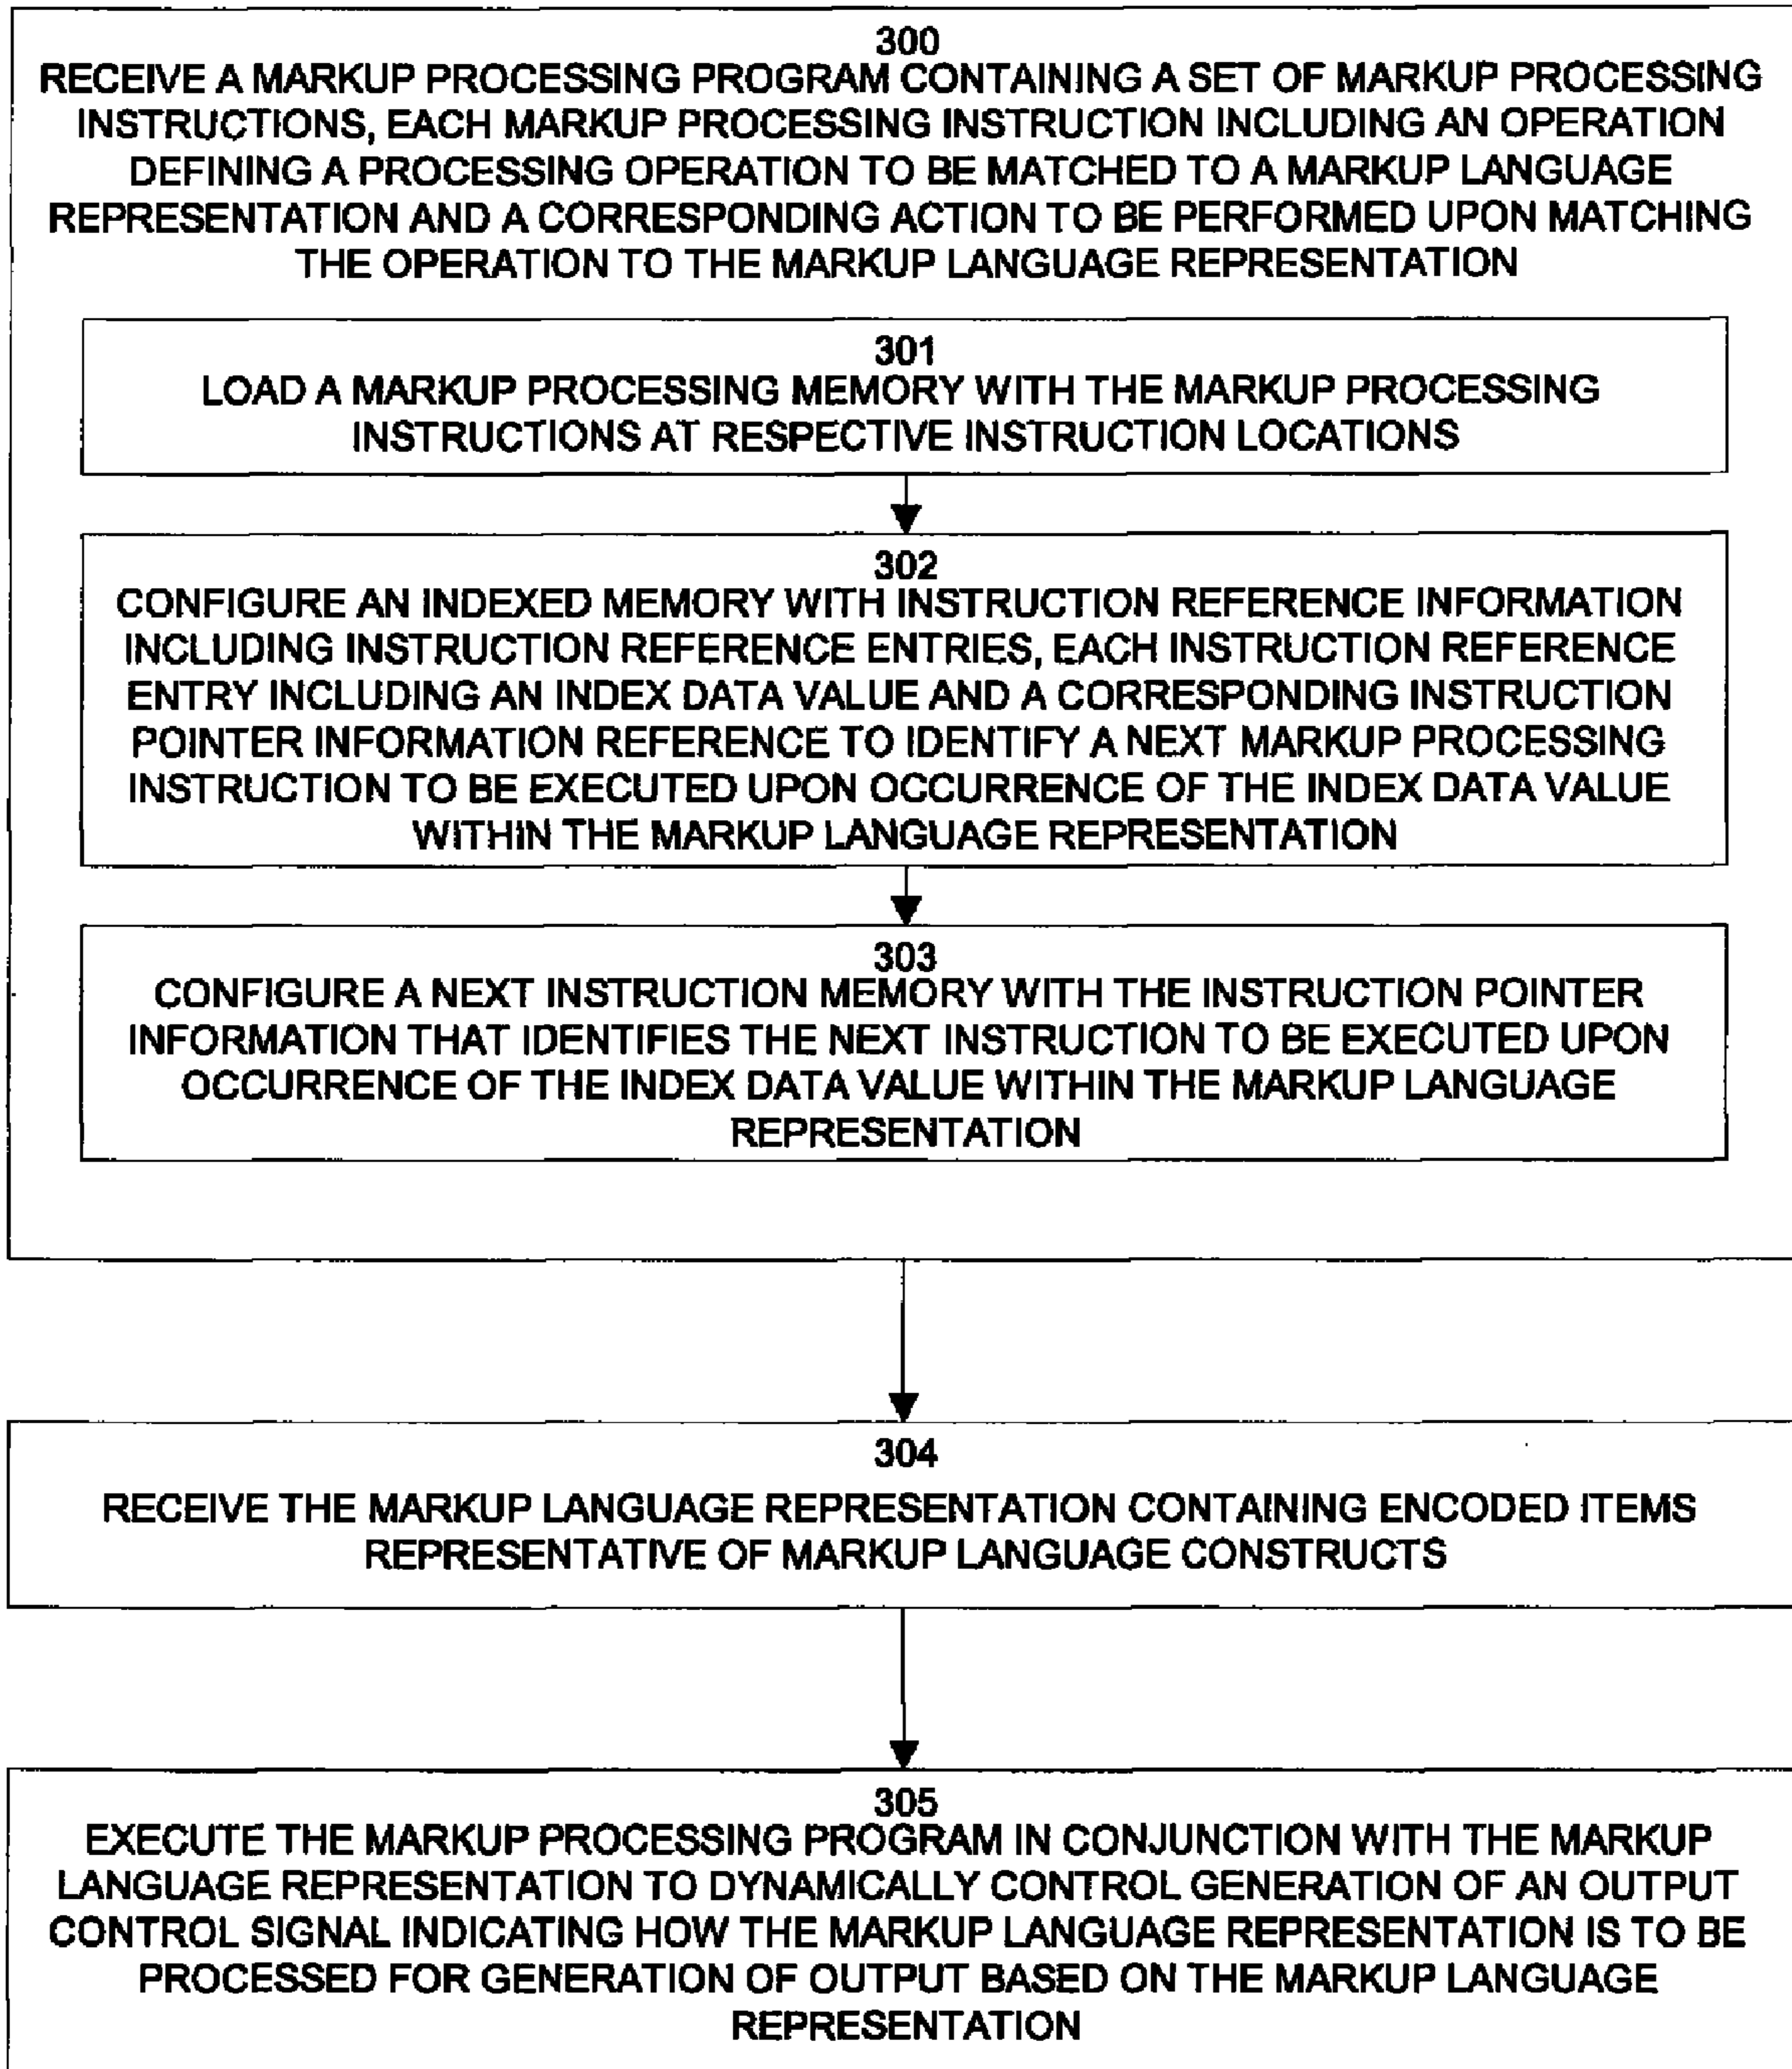 300
RECEIVE A MARKUP PROCESSING PROGRAM CONTAINING A SET OF MARKUP PROCESSING
INSTRUCTIONS, EACH MARKUP PROCESSING INSTRUCTION INCLUDING AN OPERATION
DEFINING A PROCESSING OPERATION TO BE MATCHED TO A MARKUP LANGUAGE
REPRESENTATION AND A CORRESPONDING ACTION TO BE PERFORMED UPON MATCHING
THE OPERATION TO THE MARKUP LANGUAGE REPRESENTATION
301
LOAD A MARKUP PROCESSING MEMORY WITH THE MARKUP PROCESSING
INSTRUCTIONS AT RESPECTIVE INSTRUCTION LOCATIONS
302
CONFIGURE AN INDEXED MEMORY WITH INSTRUCTION REFERENCE INFORMATION
INCLUDING INSTRUCTION REFERENCE ENTRIES, EACH INSTRUCTION REFERENCE
ENTRY INCLUDING AN INDEX DATA VALUE AND A CORRESPONDING INSTRUCTION
POINTER INFORMATION REFERENCE TO IDENTIFY A NEXT MARKUP PROCESSING
INSTRUCTION TO BE EXECUTED UPON OCCURRENCE OF THE INDEX DATA VALUE
WITHIN THE MARKUP LANGUAGE REPRESENTATION
303
CONFIGURE A NEXT INSTRUCTION MEMORY WITH THE INSTRUCTION POINTER
INFORMATION THAT IDENTIFIES THE NEXT INSTRUCTION TO BE EXECUTED UPON
OCCURRENCE OF THE INDEX DATA VALUE WITHIN THE MARKUP LANGUAGE
REPRESENTATION
304
RECEIVE THE MARKUP LANGUAGE REPRESENTATION CONTAINING ENCODED ITEMS
REPRESENTATIVE OF MARKUP LANGUAGE CONSTRUCTS
305
EXECUTE THE MARKUP PROCESSING PROGRAM IN CONJUNCTION WITH THE MARKUP
LANGUAGE REPRESENTATION TO DYNAMICALLY CONTROL GENERATION OF AN OUTPUT
CONTROL SIGNAL INDICATING HOW THE MARKUP LANGUAGE REPRESENTATION IS TO BE
PROCESSED FOR GENERATION OF OUTPUT BASED ON THE MARKUP LANGUAGE
REPRESENTATION